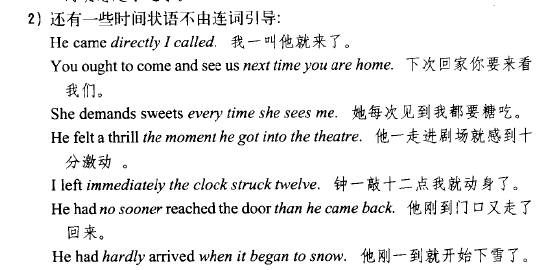 2）还有一些时间状语不由连词引导：
He came directly I called. 我一叫他就来了。
You ought to come and see us next time you are home. 下次回家你要来看
我们。
She demands sweets every time she sees me. 她每次见到我都要糖吃。
He felt a thrill the moment he got into the theatre. 他一走进剧场就感到十
分激动 。
I left immediately the clock struck twelve. 钟一敲十二点我就动身了。
He had no sooner reached the door than he came back. 他刚到门口又走了
回来。
He had hardly arrived when it began to snow. 他刚一到就开始下雪了。